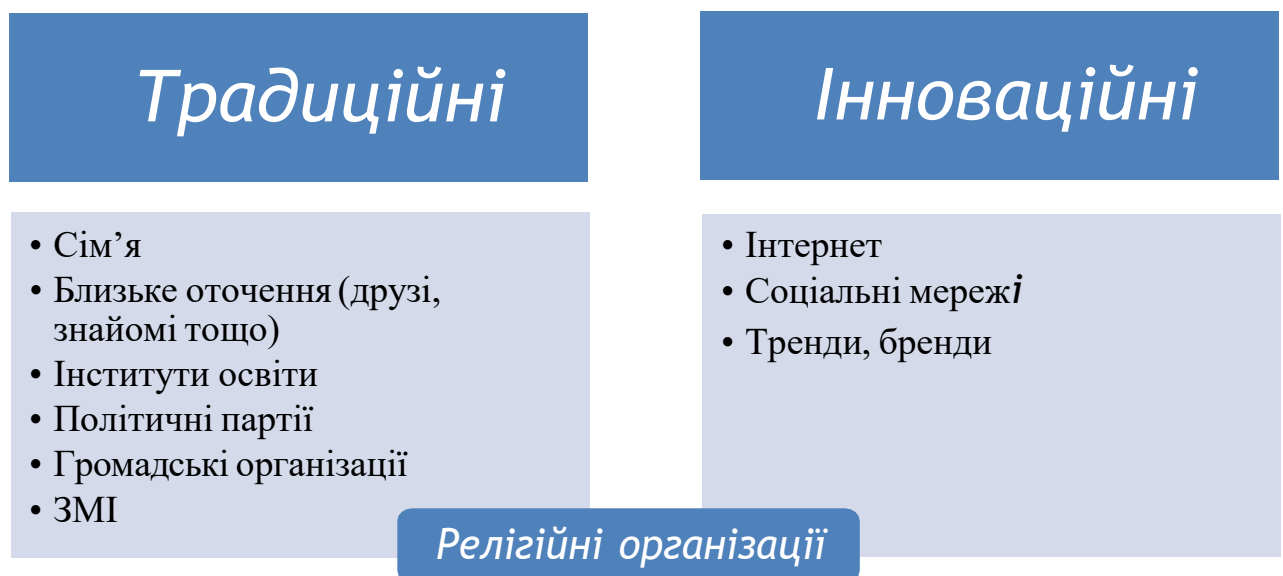 Традиційні
• Сім’я
• Близьке оточення (друзі,
знайомі тощо)
• Інститути освіти
• Політичні партії
• Громадські організації
• ЗМІ
Інноваційні
• Інтернет
• Соціальні мережі
• Тренди, бренди
Релігійні організації